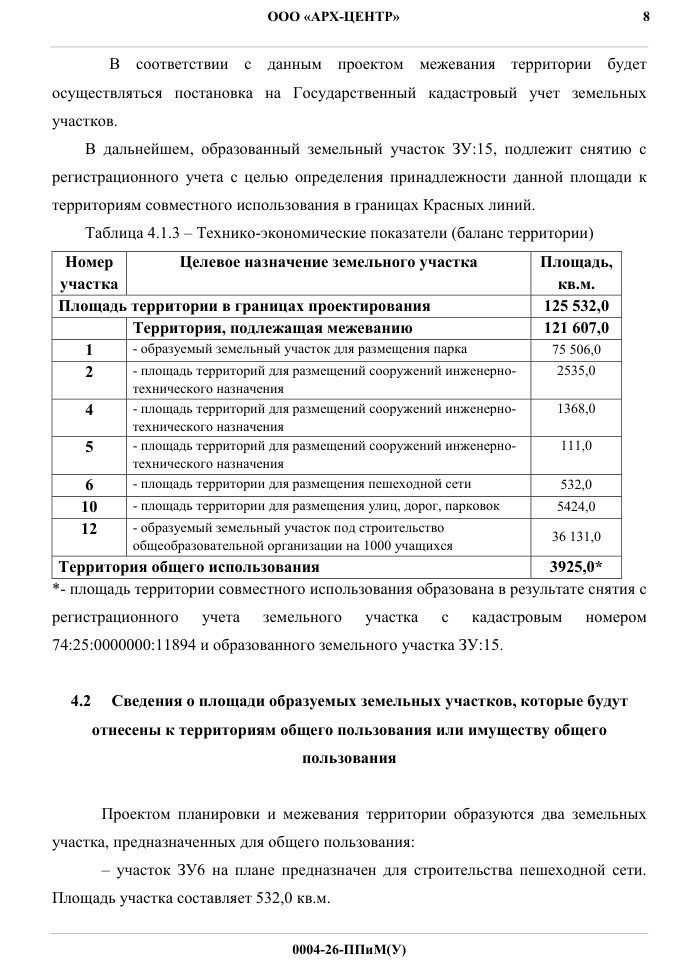 ООО «АРХ-ЦЕНТР» 8
В соответствии с данным проектом межевания территории будет
осуществляться постановка на Государственный кадастровый учет земельных
участков.
В дальнейшем, образованный земельный участок ЗУ:15, подлежит снятию с
регистрационного учета с целью определения принадлежности данной площади к
территориям совместного использования в границах Красных линий.
Таблица 4.1.3 – Технико-экономические показатели (баланс территории)
Номер участка Целевое назначение земельного участка Площадь, кв.м.
Площадь территории в границах проектирования 125 532,0
Территория, подлежащая межеванию 121 607,0
1 - образуемый земельный участок для размещения парка 75 506,0
2 - площадь территорий для размещений сооружений инженерно- 2535,0
технического назначения
4 - площадь территорий для размещений сооружений инженерно- 1368,0
технического назначения
5 - площадь территорий для размещений сооружений инженерно- 111,0
технического назначения
6 - площадь территории для размещения пешеходной сети 532,0
10 - площадь территории для размещения улиц, дорог, парковок 5424,0
12 - образуемый земельный участок под строительство 36 131,0
общеобразовательной организации на 1000 учащихся
Территория общего использования 3925,0*
*- площадь территории совместного использования образована в результате снятия с
регистрационного учета земельного участка с кадастровым номером
74:25:0000000:11894 и образованного земельного участка ЗУ:15.
4.2 Сведения о площади образуемых земельных участков, которые будут
отнесены к территориям общего пользования или имуществу общего
пользования
Проектом планировки и межевания территории образуются два земельных
участка, предназначенных для общего пользования:
– участок ЗУ6 на плане предназначен для строительства пешеходной сети.
Площадь участка составляет 532,0 кв.м.
0004-26-ППиМ(У)